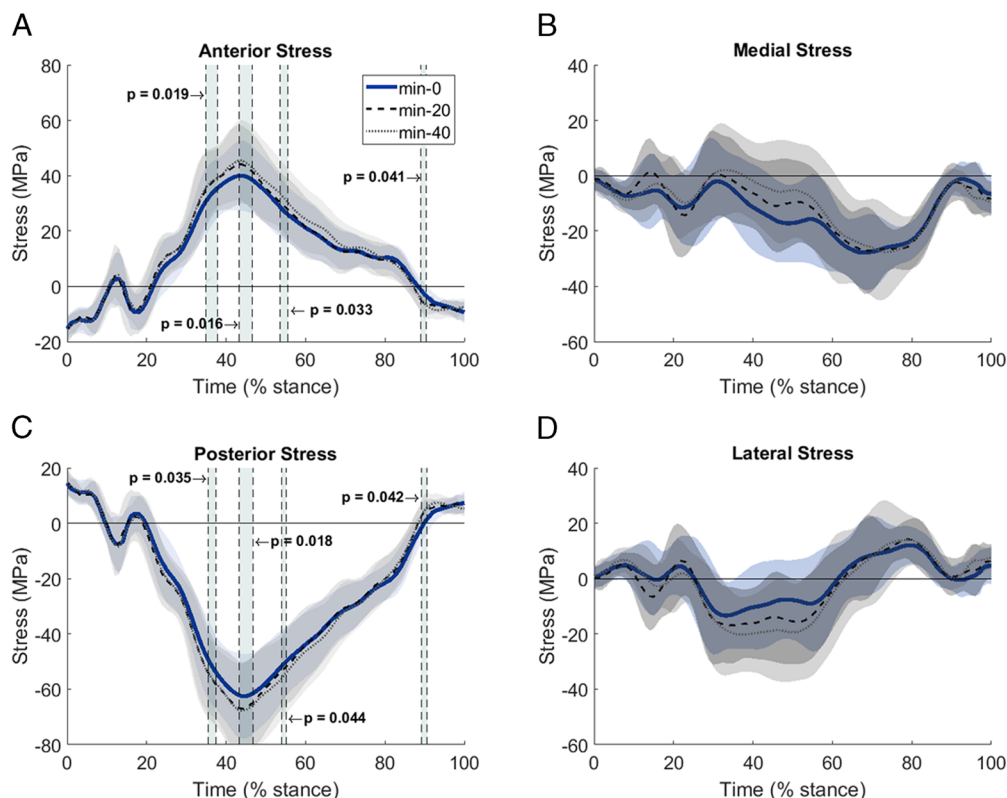 A
Anterior Stress
80
60
40
20
0
-20
Stress (MPa)
p = 0.019→
min-0
min-20
min-40
p = 0.041→
p = 0.016→
← p = 0.033
0 20 40 60 80 100
Time (% stance)
B
Medial Stress
40
20
0
-20
-40
-60
Stress (MPa)
0 20 40 60 80 100
Time (% stance)
C
Posterior Stress
20
0
-20
-40
-60
-80
Stress (MPa)
p = 0.035→
p = 0.042→
←p = 0.018
←p = 0.044
0 20 40 60 80 100
Time (% stance)
D
Lateral Stress
40
20
0
-20
-40
-60
Stress (MPa)
0 20 40 60 80 100
Time (% stance)